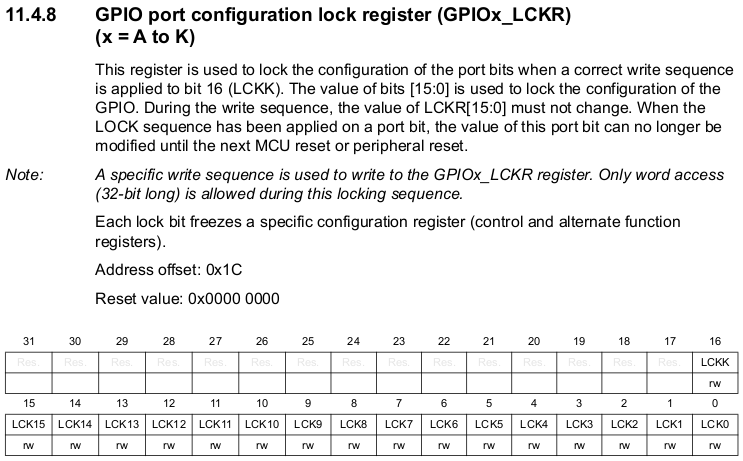 11.4.8 GPIO port configuration lock register (GPIOx_LCKR)
(x = A to K)
This register is used to lock the configuration of the port bits when a correct write sequence
is applied to bit 16 (LCKK). The value of bits [15:0] is used to lock the configuration of the
GPIO. During the write sequence, the value of LCKR[15:0] must not change. When the
LOCK sequence has been applied on a port bit, the value of this port bit can no longer be
modified until the next MCU reset or peripheral reset.
Note: A specific write sequence is used to write to the GPIOx_LCKR register. Only word access
(32-bit long) is allowed during this locking sequence.
Each lock bit freezes a specific configuration register (control and alternate function
registers).
Address offset: 0x1C
Reset value: 0x0000 0000
31 30 29 28 27 26 25 24 23 22 21 20 19 18 17 16
Res. Res. Res. Res. Res. Res. Res. Res. Res. Res. Res. Res. Res. Res. Res. LCKK
rw
15 14 13 12 11 10 9 8 7 6 5 4 3 2 1 0
LCK15 LCK14 LCK13 LCK12 LCK11 LCK10 LCK9 LCK8 LCK7 LCK6 LCK5 LCK4 LCK3 LCK2 LCK1 LCK0
rw rw rw rw rw rw rw rw rw rw rw rw rw rw rw rw